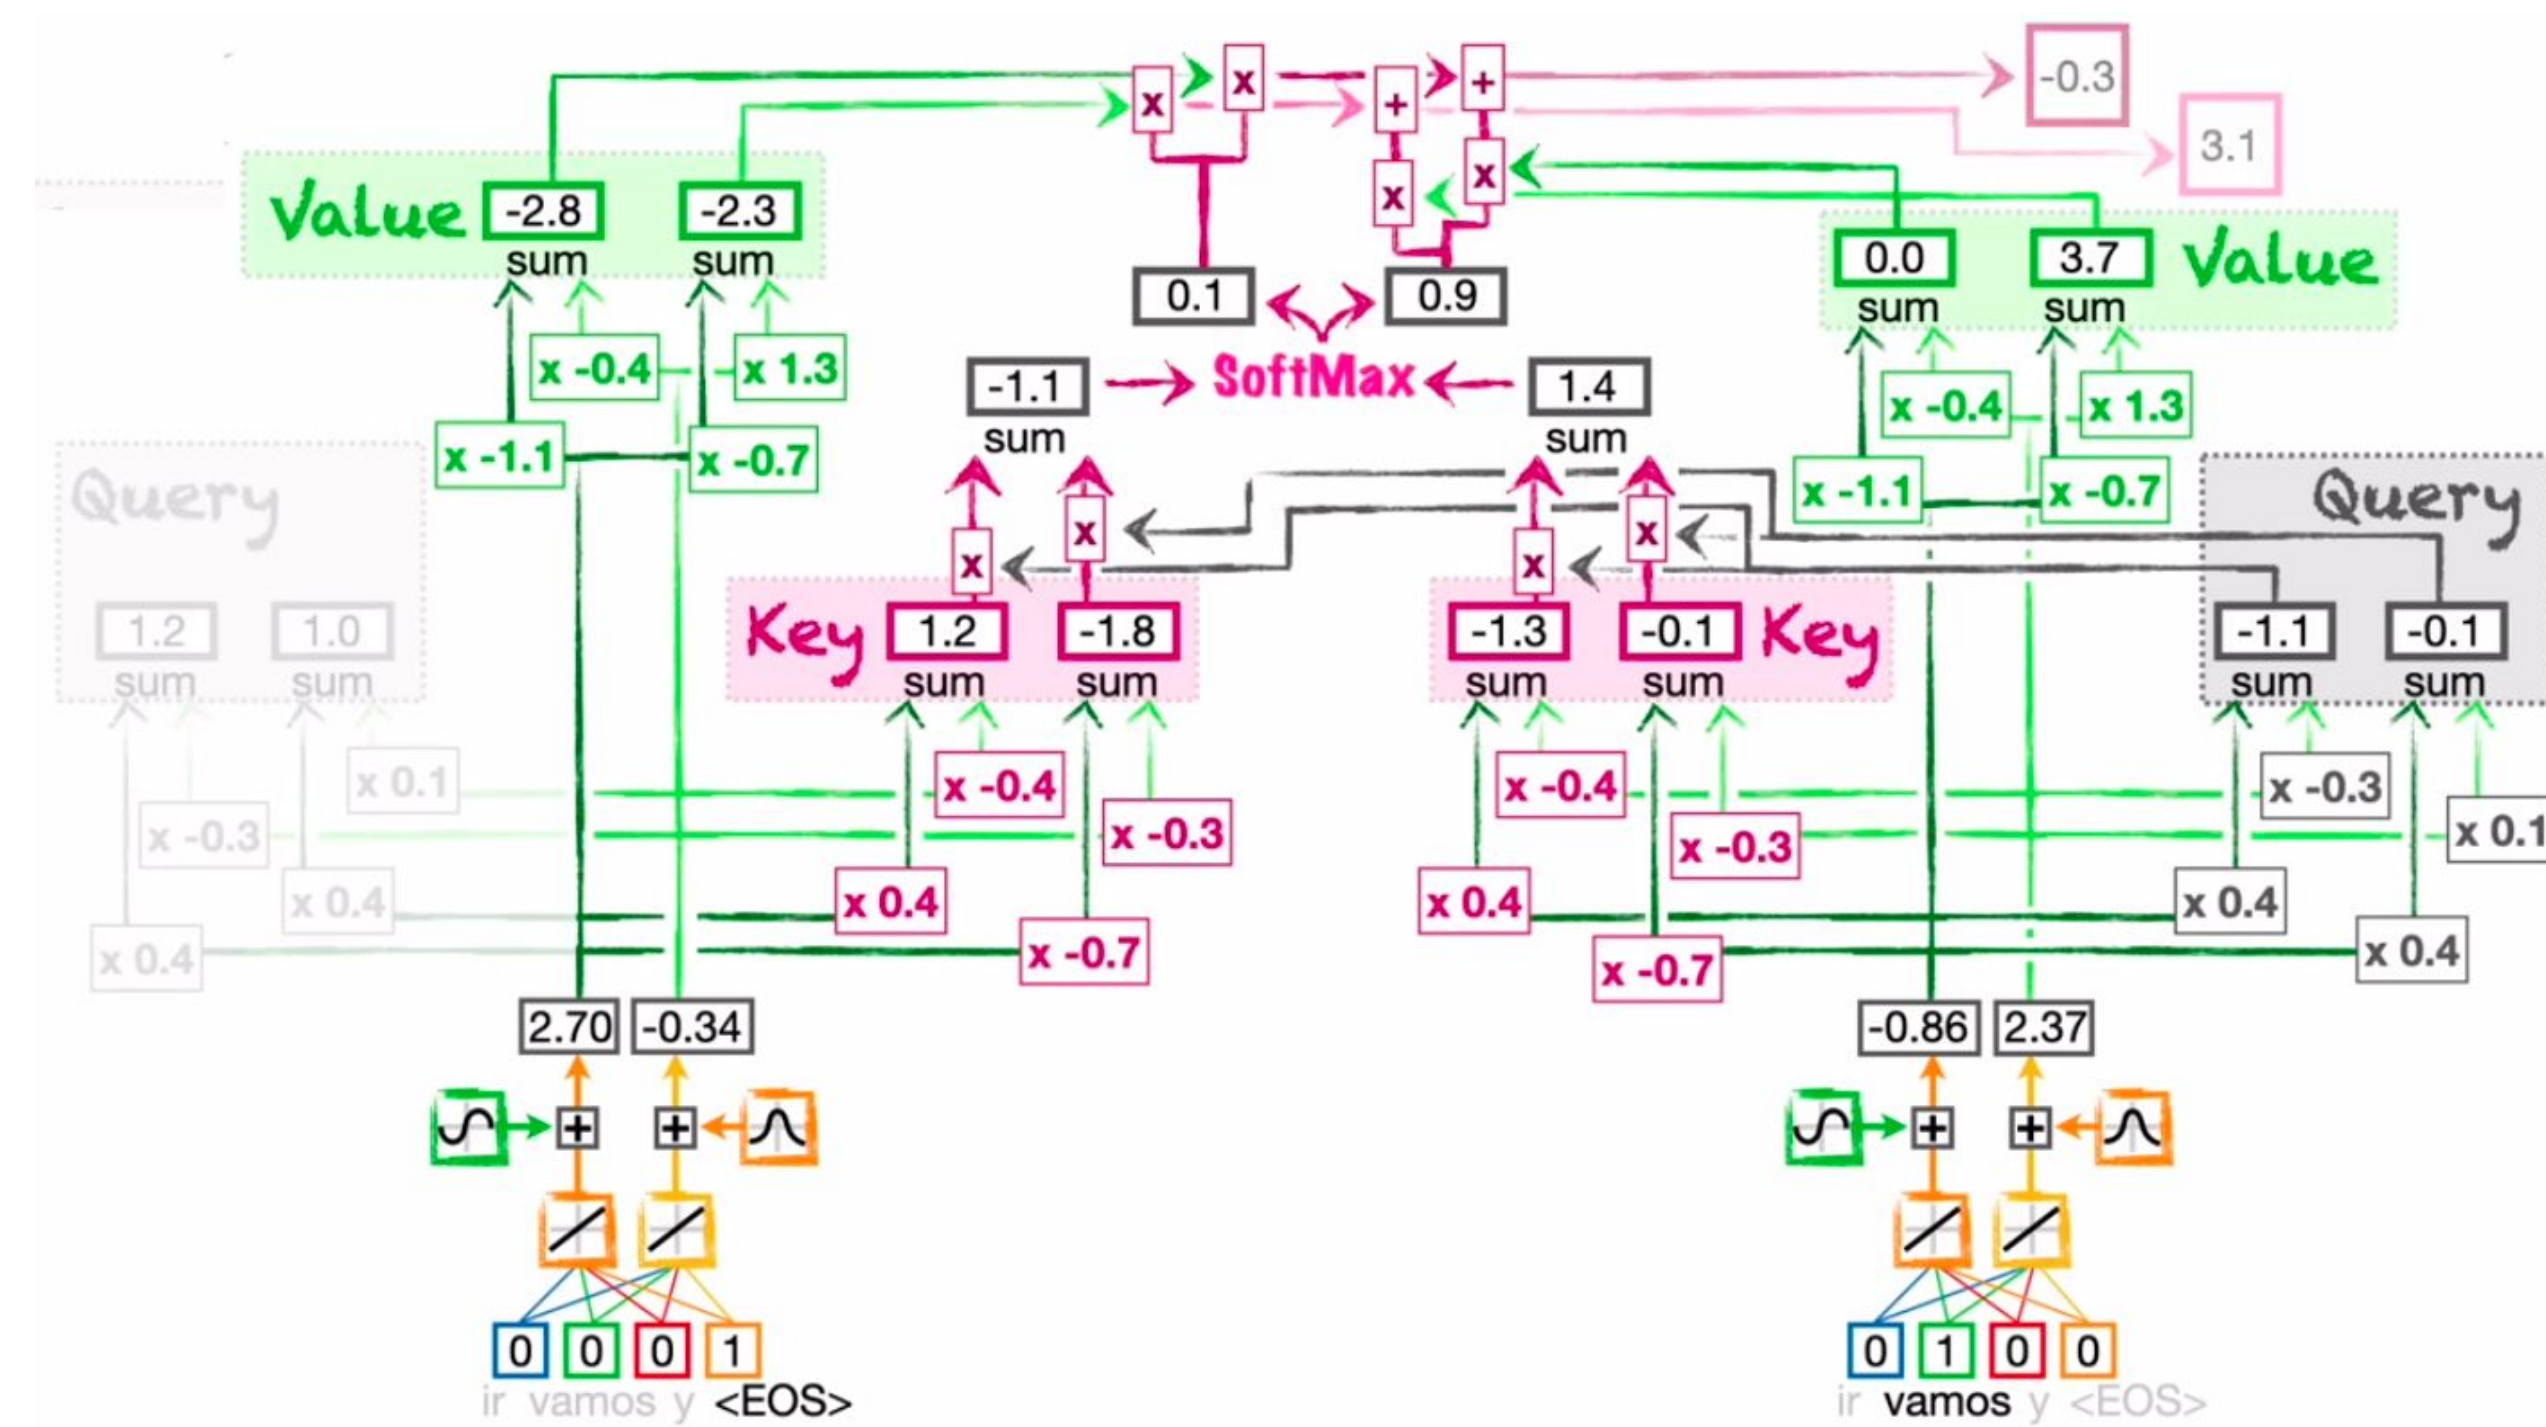 -0.3
x
x
+
+
3.1
x
x
Value -2.8 -2.3
sum sum
0.0 3.7 Value
sum sum
0.1 0.9
x -0.4 x 1.3
-1.1 SoftMax 1.4
sum sum
x -0.4 x 1.3
x -1.1 x -0.7
x -1.1 x -0.7
Query
Query
x x x x
1.2 1.0
sum sum
Key 1.2 -1.8
sum sum
-1.3 -0.1 Key
sum sum
-1.1 -0.1
sum sum
x 0.1 x -0.4 x -0.4 x -0.3
x -0.3 x -0.3 x -0.3 x 0.1
x 0.4 x 0.4 x 0.4 x 0.4
x 0.4 x -0.7 x -0.7 x 0.4
2.70 -0.34 -0.86 2.37
+ + + +
0 0 0 1 0 1 0 0
ir vamos y <EOS> ir vamos y <EOS>